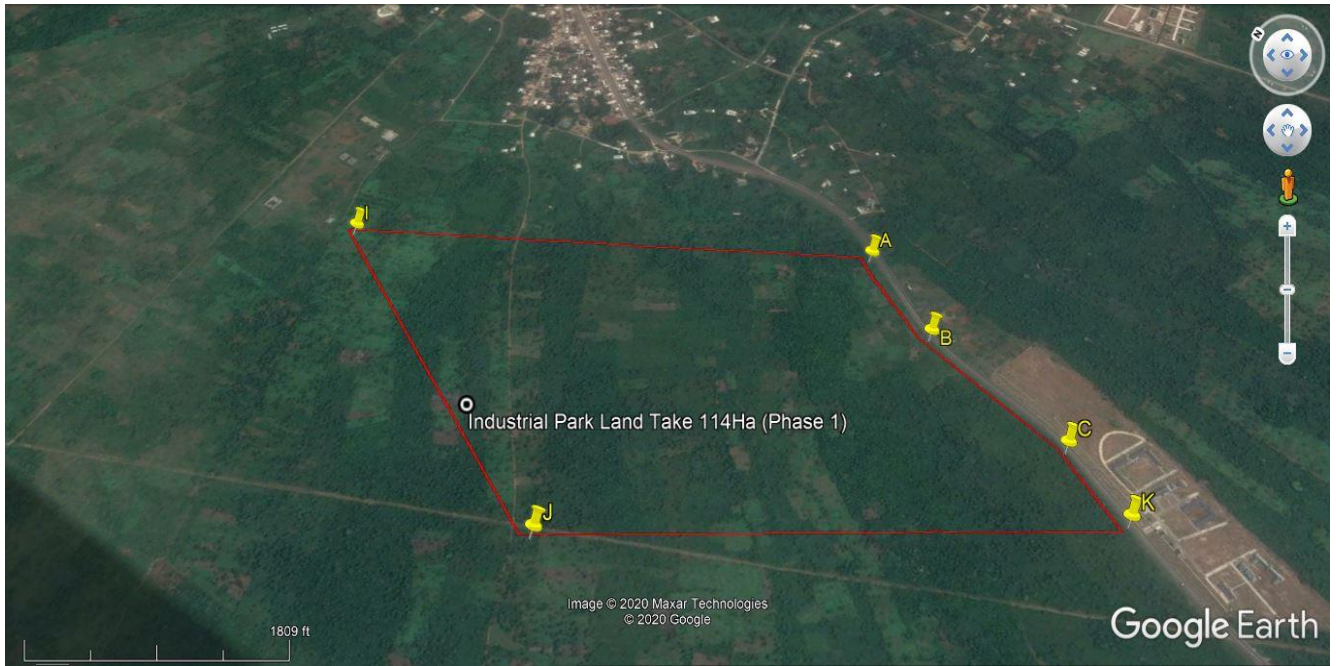 N
I
A
B
Industrial Park Land Take 114Ha (Phase 1)
C
K
J
Image © 2020 Maxar Technologies
© 2020 Google
Google Earth
1809 ft